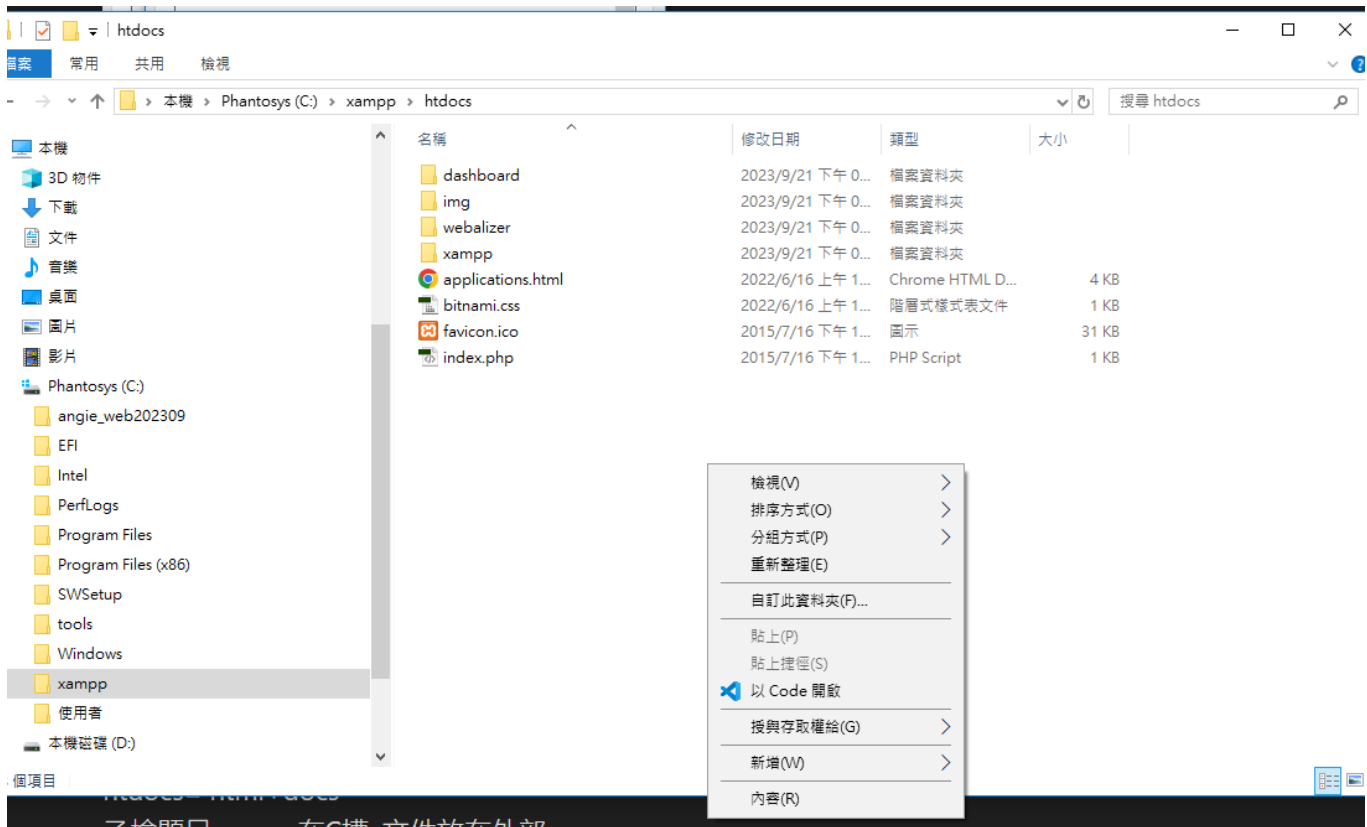 htdocs
檔案 常用 共用 檢視
本機 › Phantosys (C:) › xampp › htdocs
搜尋 htdocs
本機
3D 物件
下載
文件
音樂
桌面
圖片
影片
Phantosys (C:)
angie_web202309
EFI
Intel
PerfLogs
Program Files
Program Files (x86)
SWSetup
tools
Windows
xampp
使用者
本機磁碟 (D:)
名稱 修改日期 類型 大小
dashboard 2023/9/21 下午 0... 檔案資料夾
img 2023/9/21 下午 0... 檔案資料夾
webalizer 2023/9/21 下午 0... 檔案資料夾
xampp 2023/9/21 下午 0... 檔案資料夾
applications.html 2022/6/16 上午 1... Chrome HTML D... 4 KB
bitnami.css 2022/6/16 上午 1... 階層式樣式表文件 1 KB
favicon.ico 2015/7/16 下午 1... 圖示 31 KB
index.php 2015/7/16 下午 1... PHP Script 1 KB
檢視(V)
排序方式(O)
分組方式(P)
重新整理(E)
自訂此資料夾(F)...
貼上(P)
貼上捷徑(S)
以 Code 開啟
授與存取權給(G)
新增(W)
內容(R)
個項目